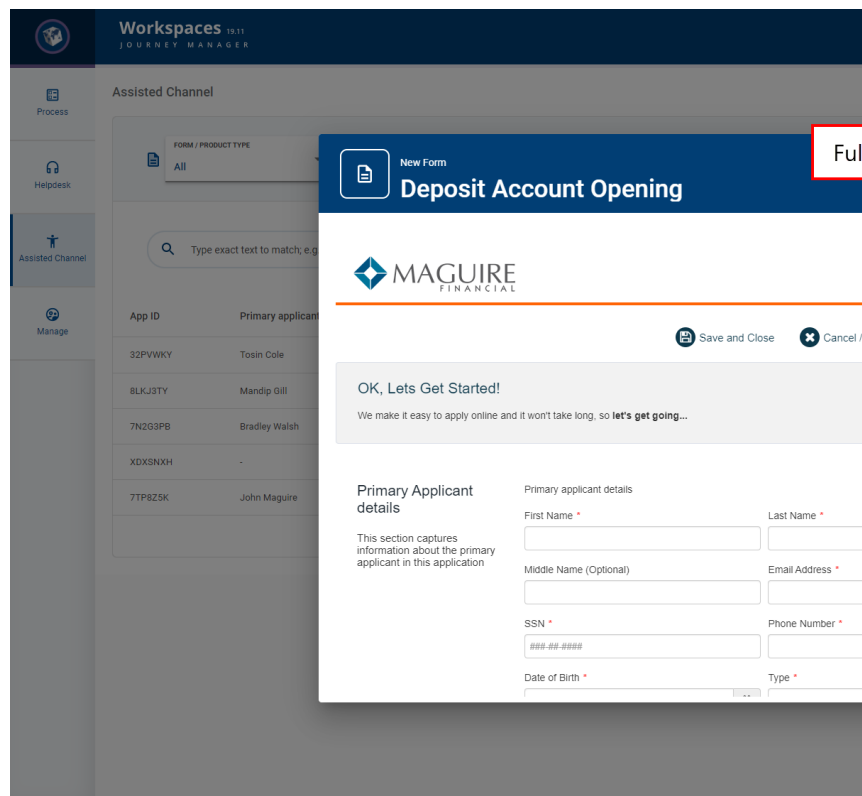 Workspaces 19.11
JOURNEY MANAGER
Process
Helpdesk
Assisted Channel
Manage
Assisted Channel
FORM / PRODUCT TYPE
All
Type exact text to match; e.g
App ID Primary applicant
32PVWKY Tosin Cole
8LKJ3TY Mandip Gill
7N2G3PB Bradley Walsh
XDXSNXH -
7TP8Z5K John Maguire
New Form
Deposit Account Opening
Ful
MAGUIRE
FINANCIAL
Save and Close Cancel /
OK, Lets Get Started!
We make it easy to apply online and it won't take long, so let's get going...
Primary Applicant
details
This section captures
information about the primary
applicant in this application
Primary applicant details
First Name * Last Name *
Middle Name (Optional) Email Address *
SSN * Phone Number *
###-##-####
Date of Birth * Type *